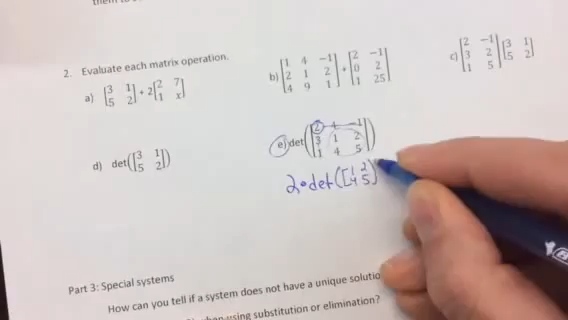 2. Evaluate each matrix operation.
a) [3 1 5 2] + 2[2 7 1 x]
b) [1 4 -1 2 1 2 4 9 1] + [2 -1 0 2 1 25]
c) [2 -1 3 2 1 5] [3 1 5 2]
d) det([3 1 5 2])
e) det([2 4 -1 3 1 2 1 4 5])
2•det([1 2 4 5])
Part 3: Special systems
How can you tell if a system does not have a unique solutio
using substitution or elimination?